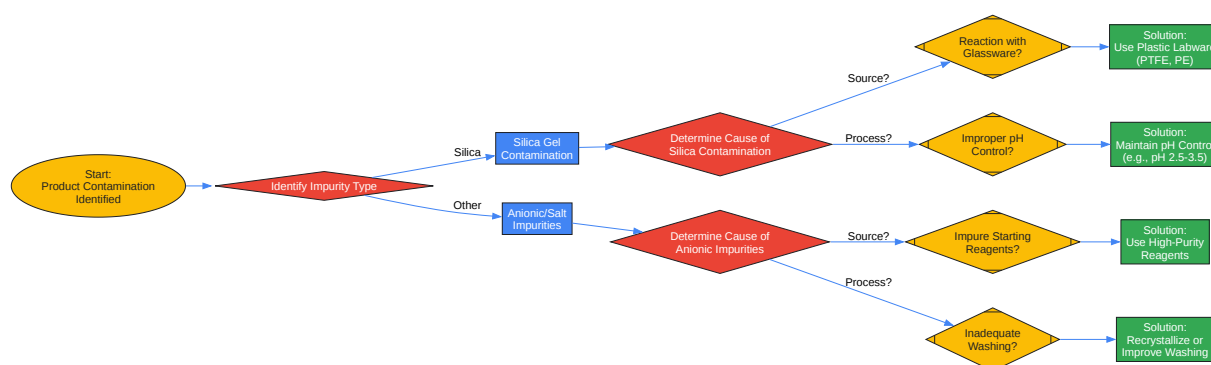 Start:
Product Contamination
Identified
Identify Impurity Type
Silica
Other
Silica Gel
Contamination
Anionic/Salt
Impurities
Determine Cause of
Silica Contamination
Determine Cause of
Anionic Impurities
Source?
Process?
Source?
Process?
Reaction with
Glassware?
Improper pH
Control?
Impure Starting
Reagents?
Inadequate
Washing?
Solution:
Use Plastic Labware
(PTFE, PE)
Solution:
Maintain pH Control
(e.g., pH 2.5-3.5)
Solution:
Use High-Purity
Reagents
Solution:
Recrystallize or
Improve Washing